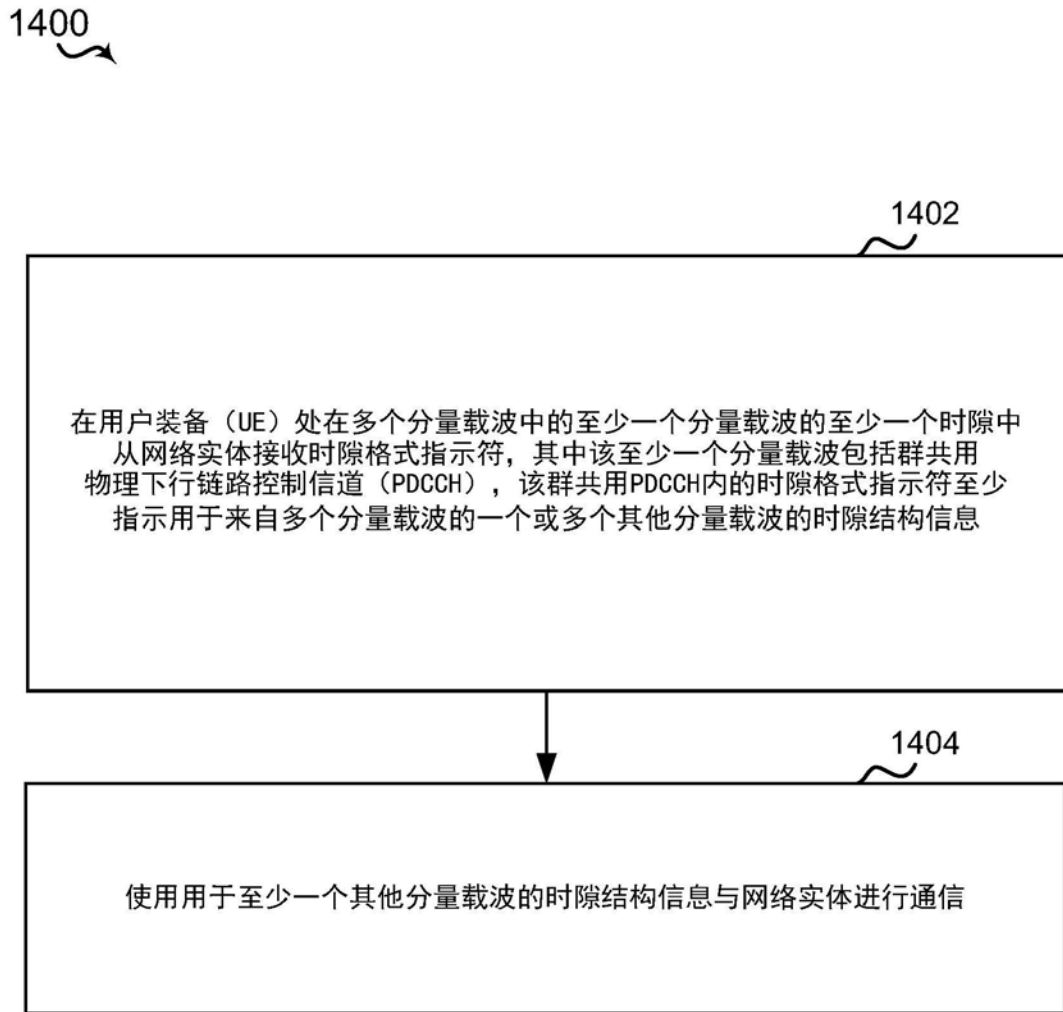 1400
1402
在用户装备（UE）处在多个分量载波中的至少一个分量载波的至少一个时隙中
从网络实体接收时隙格式指示符，其中该至少一个分量载波包括群共用
物理下行链路控制信道（PDCCH），该群共用PDCCH内的时隙格式指示符至少
指示用于来自多个分量载波的一个或多个其他分量载波的时隙结构信息
1404
使用用于至少一个其他分量载波的时隙结构信息与网络实体进行通信